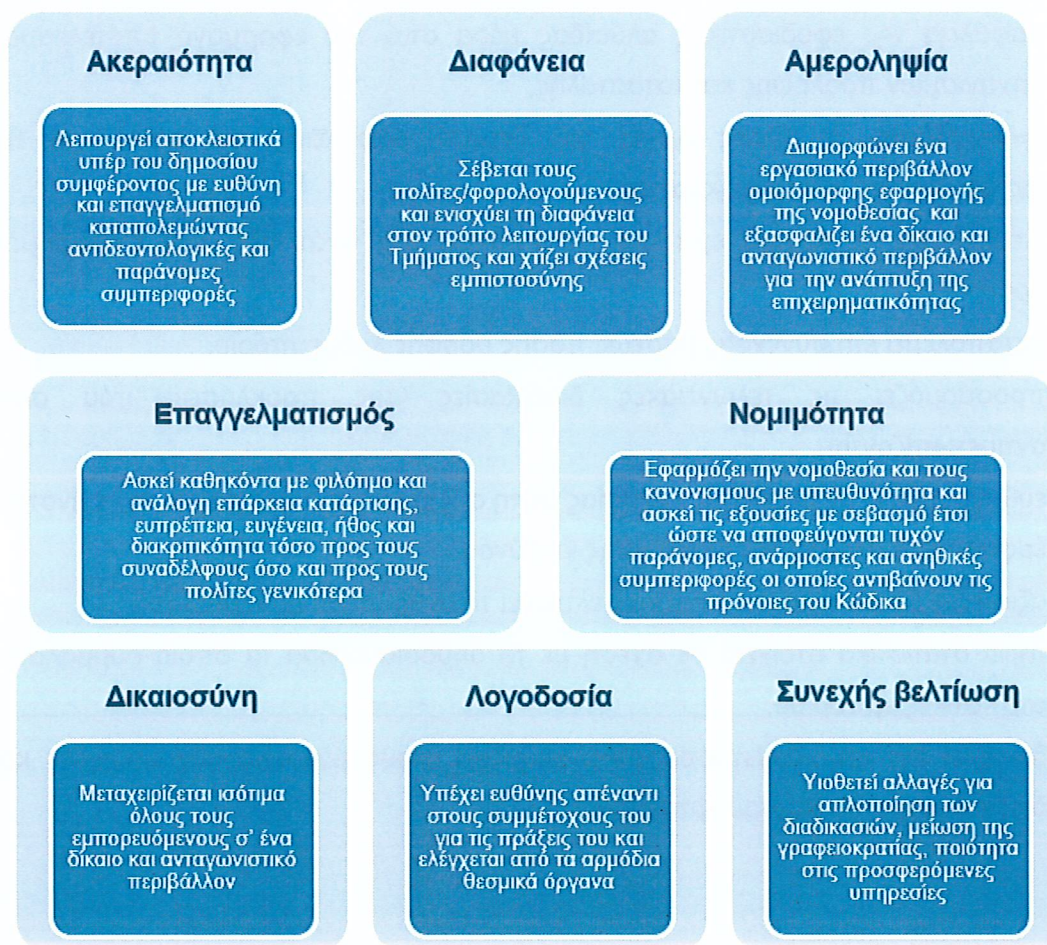 Ακεραιότητα
Λειτουργεί αποκλειστικά
υπέρ του δημοσίου
συμφέροντος με ευθύνη
και επαγγελματισμό
καταπολεμώντας
αντιδεοντολογικές και
παράνομες
συμπεριφορές
Διαφάνεια
Σέβεται τους
πολίτες/φορολογούμενους
και ενισχύει τη διαφάνεια
στον τρόπο λειτουργίας του
Τμήματος και χτίζει σχέσεις
εμπιστοσύνης
Αμεροληψία
Διαμορφώνει ένα
εργασιακό περιβάλλον
ομοιόμορφης εφαρμογής
της νομοθεσίας και
εξασφαλιζει ένα δίκαιο και
ανταγωνιστικό περιβάλλον
για την ανάπτυξη της
επιχειρηματικότητας
Επαγγελματισμός
Ασκεί καθηκόντα με φιλότιμο και
ανάλογη επάρκεια κατάρτισης,
ευπρέπεια, ευγένεια, ήθος και
διακριτικότητα τόσο προς τους
συναδέλφους όσο και προς τους
πολίτες γενικότερα
Νομιμότητα
Εφαρμόζει την νομοθεσία και τους
κανονισμους με υπευθυνότητα και
ασκεί τις εξουσίες με σεβασμό έτσι
ώστε να αποφεύγονται τυχόν
παράνομες, ανάρμοστες και ανηθικές
συμπεριφορές οι οποίες αντιβαίνουν τις
πρόνοιες του Κώδικα
Δικαιοσύνη
Μεταχειρίζεται ισότιμα
όλους τους
εμπορευόμενους σ' ένα
δίκαιο και ανταγωνιστικό
περιβάλλον
Λογοδοσία
Υπέχει ευθύνης απέναντι
στους συμμέτοχους του
για τις πράξεις του και
ελέγχεται από τα αρμόδια
θεσμικά όργανα
Συνεχής βελτίωση
Υιοθετεί αλλαγές για
απλοποίηση των
διαδικασιών, μείωση της
γραφειοκρατίας, ποιότητα
στις προσφερόμενες
υπηρεσίες